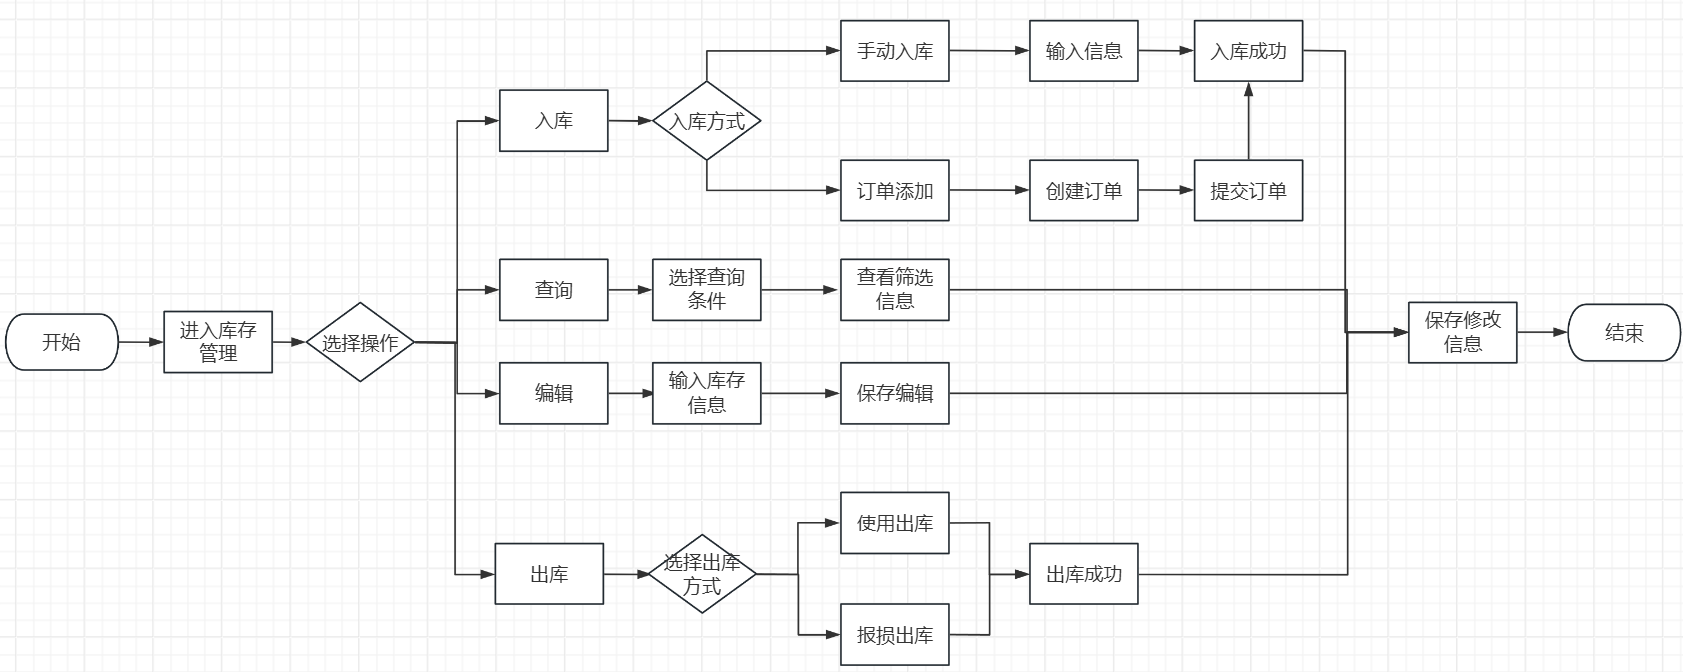 开始
进入库存
管理
选择操作
入库
入库方式
手动入库
输入信息
入库成功
订单添加
创建订单
提交订单
查询
选择查询
条件
查看筛选
信息
编辑
输入库存
信息
保存编辑
出库
选择出库
方式
使用出库
报损出库
出库成功
保存修改
信息
结束